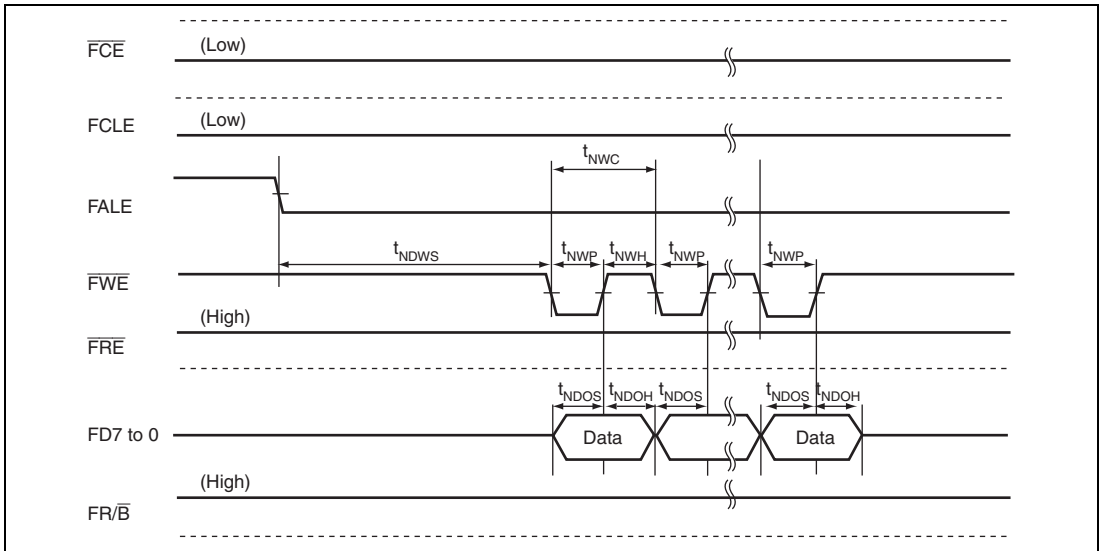 FCE (Low)
FCLE (Low)
tNWC
FALE
tNDWS tNWP tNWH tNWP tNWP
FWE
(High)
FRE
tNDOS tNDOH tNDOS tNDOS tNDOH
FD7 to 0 Data Data
(High)
FR/B